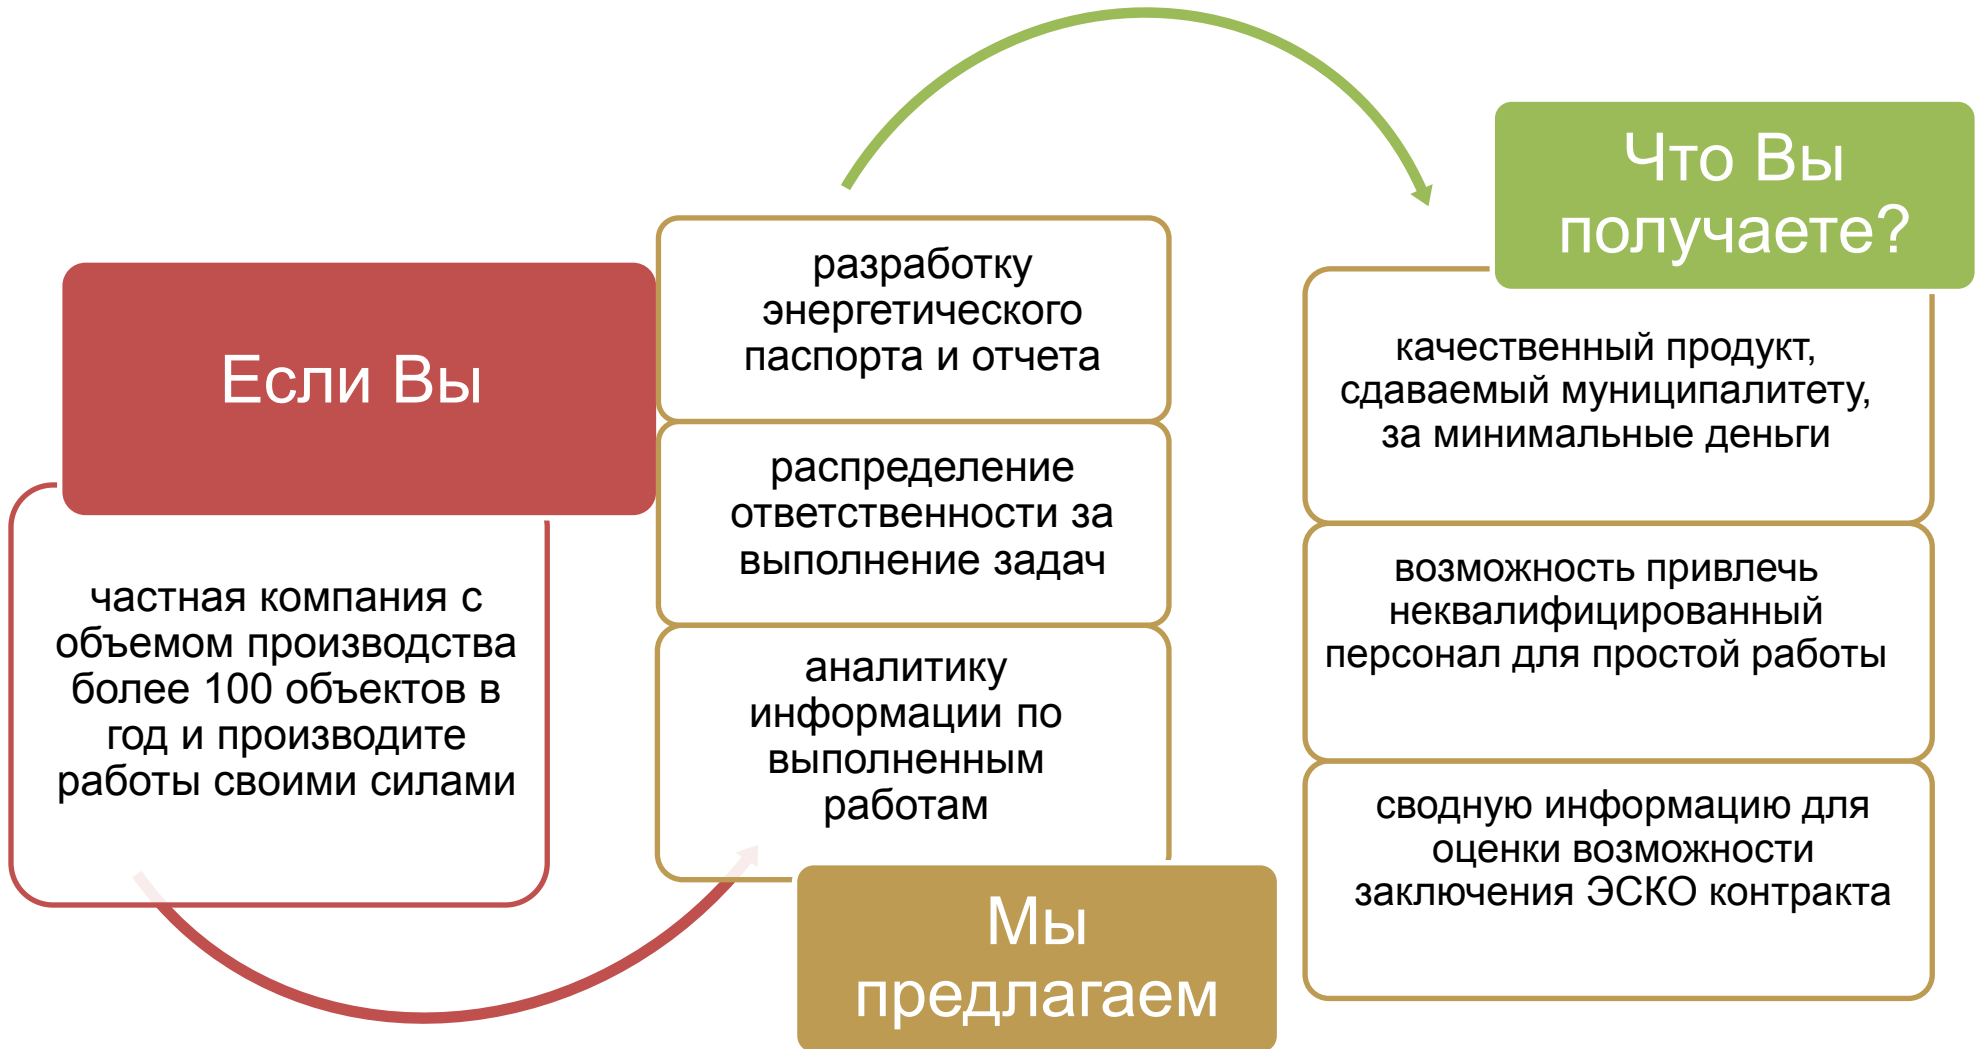 Если Вы
частная компания с
объемом производства
более 100 объектов в
год и производите
работы своими силами
разработку
энергетического
паспорта и отчета
распределение
ответственности за
выполнение задач
аналитику
информации по
выполненным
работам
Мы
предлагаем
Что Вы
получаете?
качественный продукт,
сдаваемый муниципалитету,
за минимальные деньги
возможность привлечь
неквалифицированный
персонал для простой работы
сводную информацию для
оценки возможности
заключения ЭСКО контракта